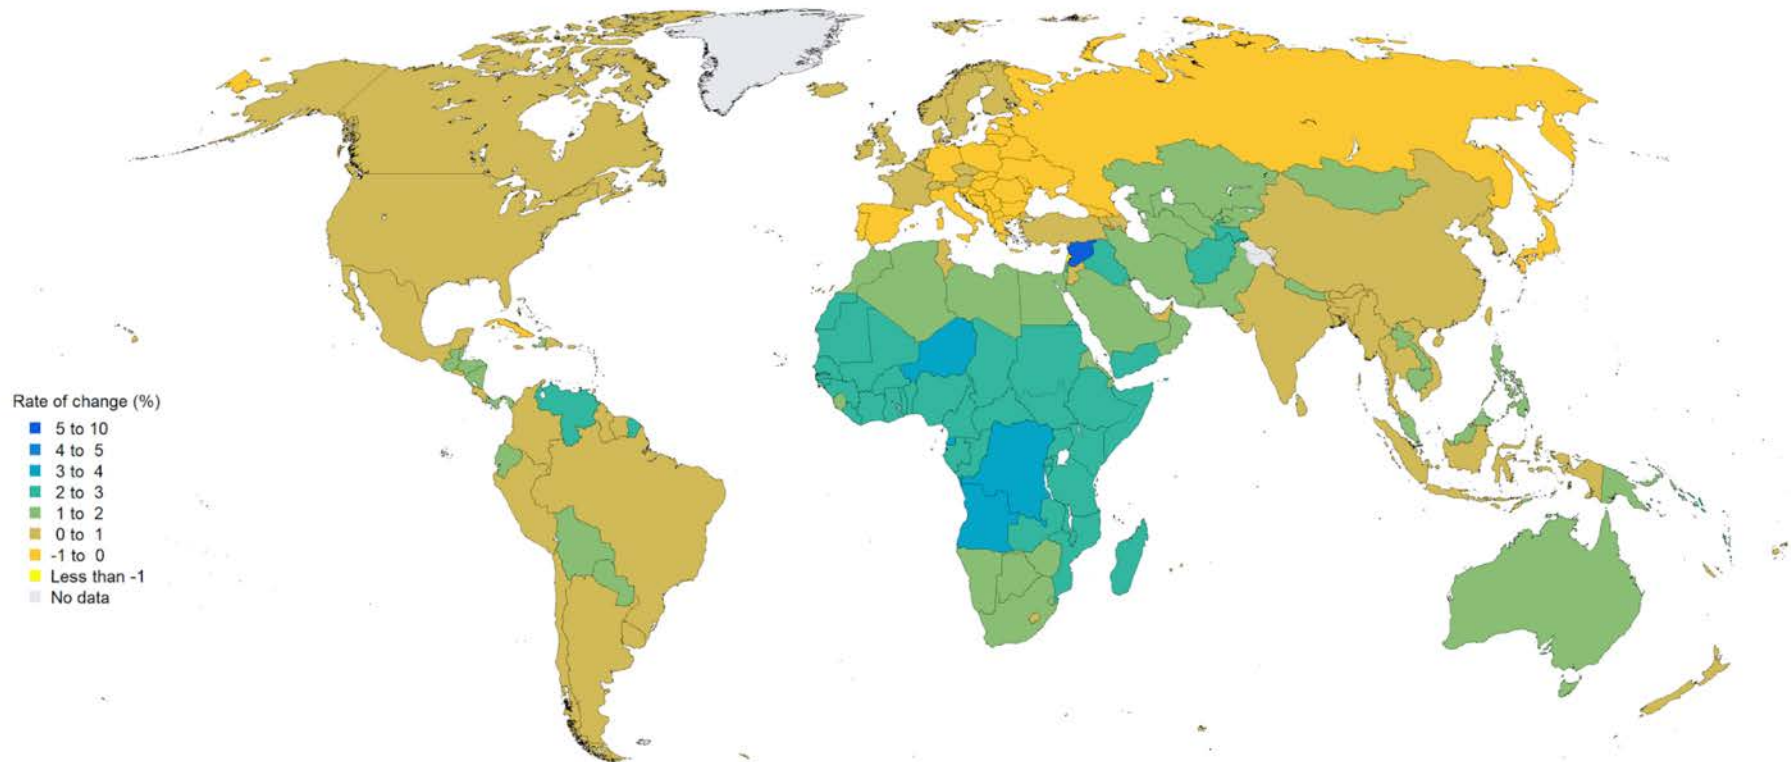 Rate of change (%)
5 to 10
4 to 5
3 to 4
2 to 3
1 to 2
0 to 1
-1 to 0
Less than -1
No data